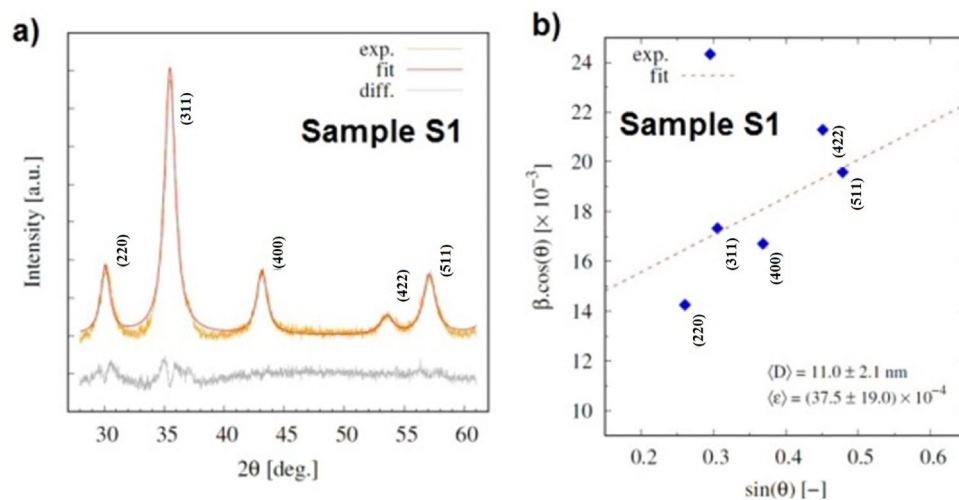 a)
exp.
fit
diff.
Sample S1
(220)
(311)
(400)
(422)
(511)
Intensity [a.u.]
30 35 40 45 50 55 60
2θ [deg.]
b)
24
22
20
18
16
14
12
10
exp.
fit
Sample S1
(422)
(511)
(311)
(400)
(220)
β.cos(θ) [× 10⁻³]
⟨D⟩ = 11.0 ± 2.1 nm
⟨ε⟩ = (37.5 ± 19.0) × 10⁻⁴
0.2 0.3 0.4 0.5 0.6
sin(θ) [–]